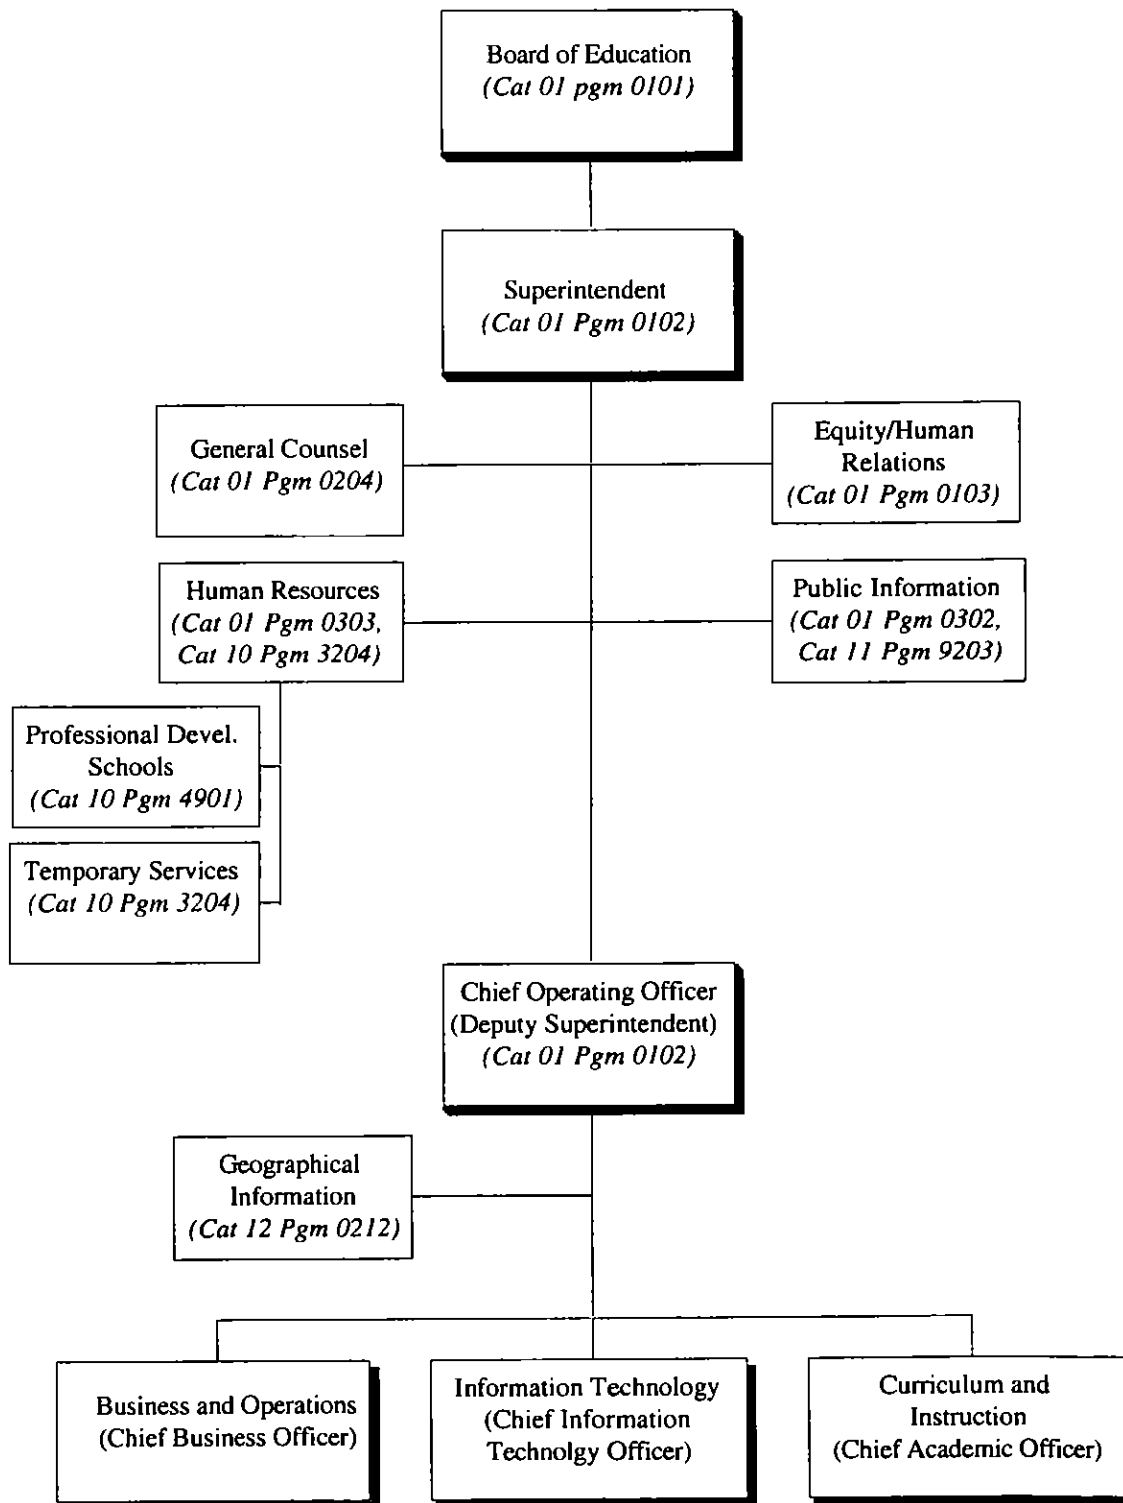 Board of Education
(Cat 01 pgm 0101)
Superintendent
(Cat 01 Pgm 0102)
General Counsel
(Cat 01 Pgm 0204)
Equity/Human
Relations
(Cat 01 Pgm 0103)
Human Resources
(Cat 01 Pgm 0303,
Cat 10 Pgm 3204)
Public Information
(Cat 01 Pgm 0302,
Cat 11 Pgm 9203)
Professional Devel.
Schools
(Cat 10 Pgm 4901)
Temporary Services
(Cat 10 Pgm 3204)
Chief Operating Officer
(Deputy Superintendent)
(Cat 01 Pgm 0102)
Geographical
Information
(Cat 12 Pgm 0212)
Business and Operations
(Chief Business Officer)
Information Technology
(Chief Information
Technolgy Officer)
Curriculum and
Instruction
(Chief Academic Officer)